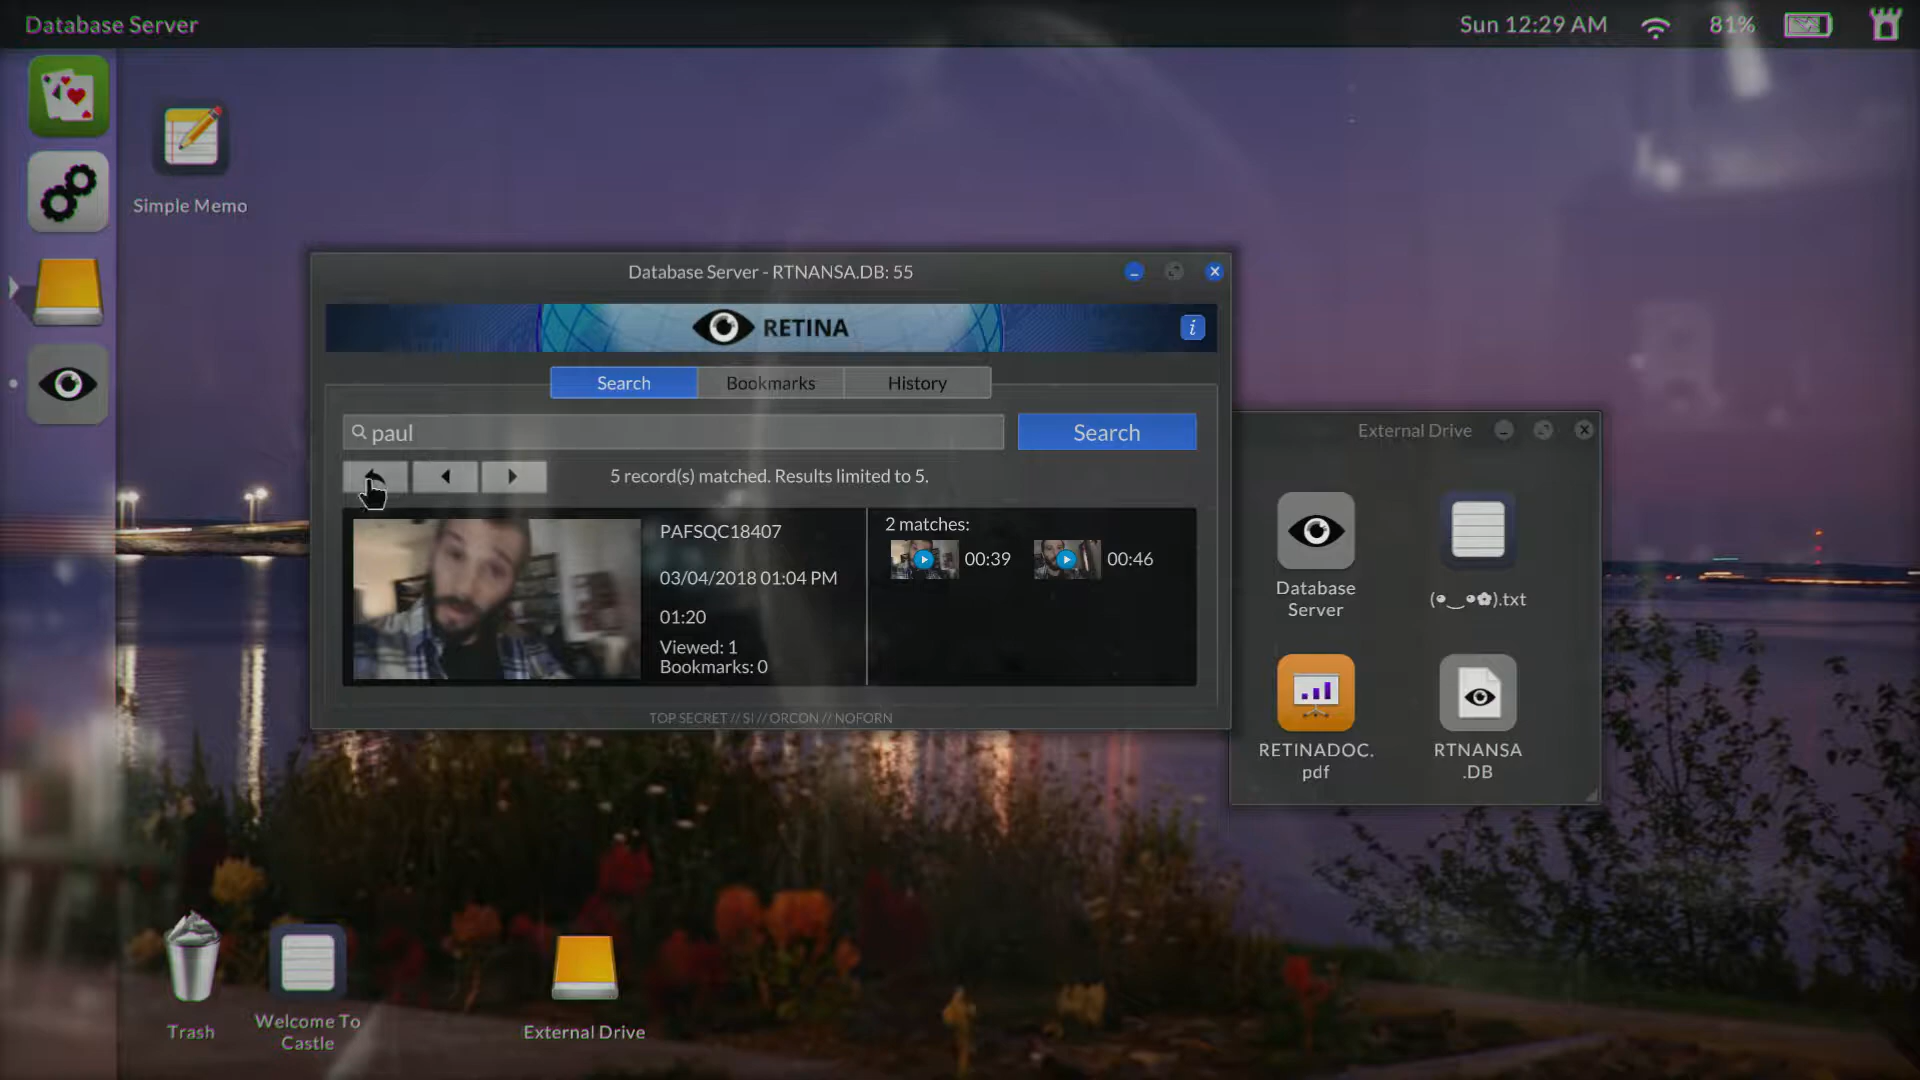 Database Server
Sun 12:29 AM
81%
Simple Memo
Database Server - RTNANSA.DB: 55
RETINA
i
Search
Bookmarks
History
paul
Search
5 record(s) matched. Results limited to 5.
PAFSQC18407
03/04/2018 01:04 PM
01:20
Viewed: 1
Bookmarks: 0
2 matches:
00:39
00:46
TOP SECRET // SI // ORCON // NOFORN
External Drive
Database
Server
(•‿•✿).txt
RETINADOC.
pdf
RTNANSA
.DB
Trash
Welcome To
Castle
External Drive